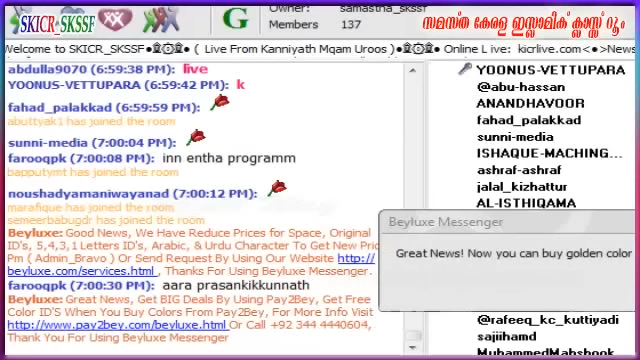 SKICR_SKSSF
G
Owner: samastha_skssf
Members 137
സമസ്ത കേരള ഇസ്ലാമിക് ക്ലാസ്സ് റൂം
Welcome to SKICR_SKSSF ( Live From Kanniyath Mqam Uroos ) Online L ive: kicrlive.com<●>News
abdulla9070 (6:59:38 PM): live
YOONUS-VETTUPARA (6:59:42 PM): k
fahad_palakkad (6:59:59 PM):
abuttyak1 has joined the room
sunni-media (7:00:04 PM):
farooqpk (7:00:08 PM): inn entha programm
bapputymt has joined the room
noushadyamaniwayanad (7:00:12 PM):
marafique has joined the room
semeerbabugdr has joined the room
Beyluxe: Good News, We Have Reduce Prices for Space, Original
ID's, 5,4,3,1 Letters ID's, Arabic, & Urdu Character To Get New Pric
Pm ( Admin_Bravo ) Or Send Request By Using Our Website http://
beyluxe.com/services.html , Thanks For Using Beyluxe Messenger.
farooqpk (7:00:30 PM): aara prasankikkunnath
Beyluxe: Great News, Get BIG Deals By Using Pay2Bey, Get Free
Color ID'S When You Buy Colors From Pay2Bey, For More Info Visit
http://www.pay2bey.com/beyluxe.html Or Call +92 344 4440604,
Thank You For Using Beyluxe Messenger
YOONUS-VETTUPARA
@abu-hassan
ANANDHAVOOR
fahad_palakkad
sunni-media
ISHAQUE-MACHING...
ashraf-ashraf
jalal_kizhattur
AL-ISTHIQAMA
Beyluxe Messenger
Great News! Now you can buy golden color
@rafeeq_kc_kuttiyadi
sajiihamd
MuhammedMahshook